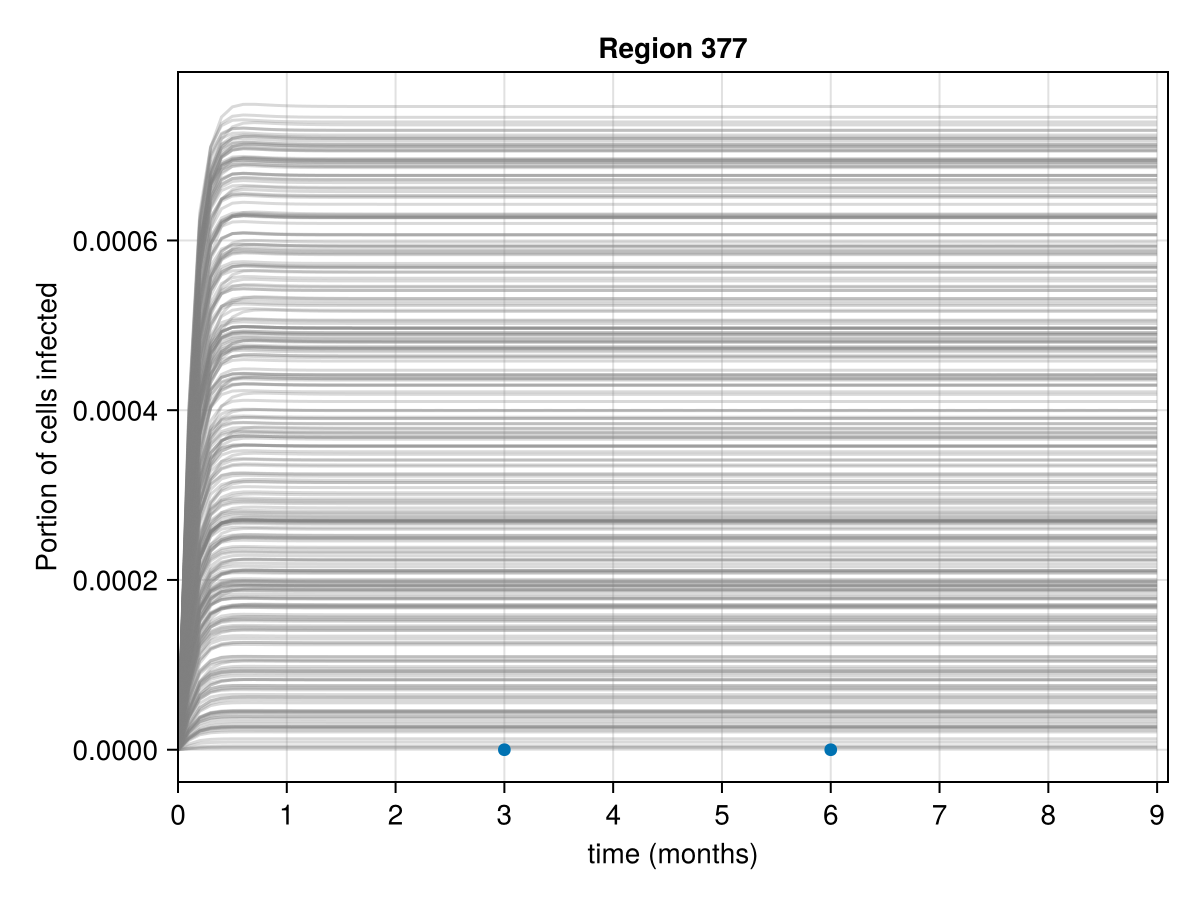 Region 377
Portion of cells infected
0.0006
0.0004
0.0002
0.0000
0 1 2 3 4 5 6 7 8 9
time (months)